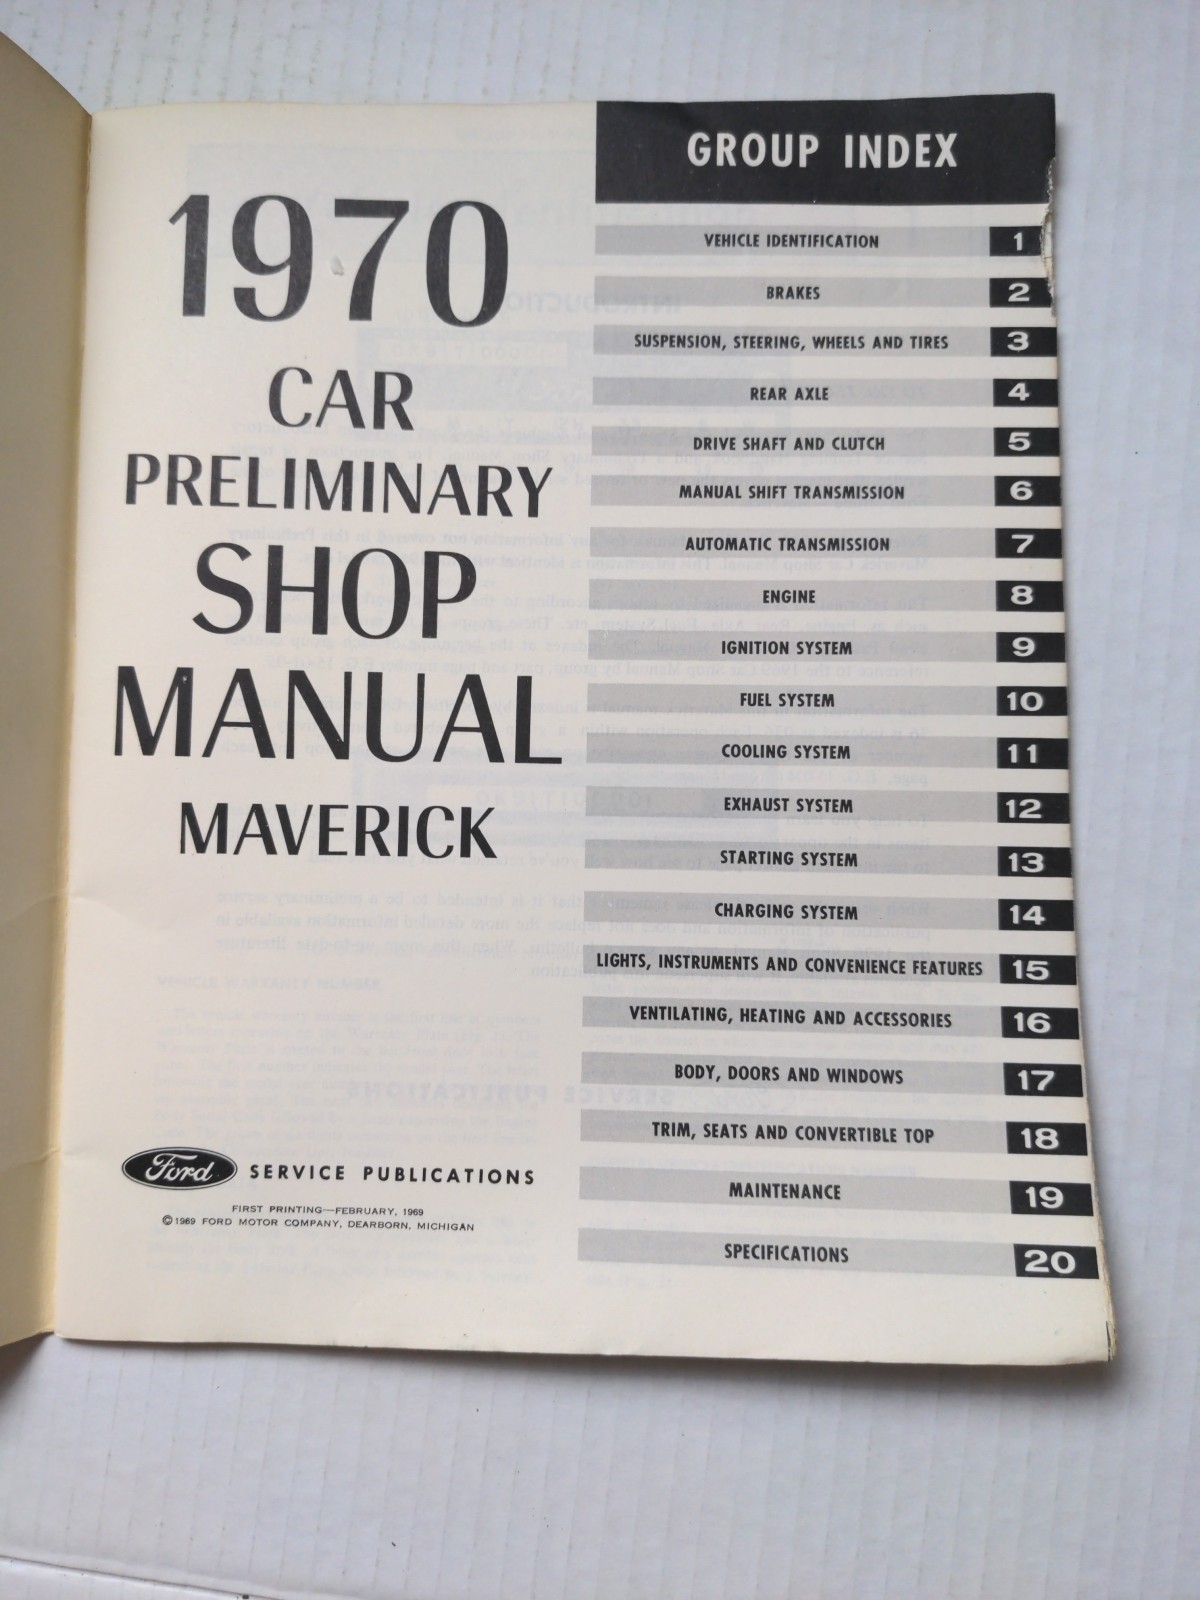 1970
CAR
PRELIMINARY
SHOP
MANUAL
MAVERICK
Ford SERVICE PUBLICATIONS
FIRST PRINTING—FEBRUARY, 1969
©1969 FORD MOTOR COMPANY, DEARBORN, MICHIGAN
GROUP INDEX
VEHICLE IDENTIFICATION 1
BRAKES 2
SUSPENSION, STEERING, WHEELS AND TIRES 3
REAR AXLE 4
DRIVE SHAFT AND CLUTCH 5
MANUAL SHIFT TRANSMISSION 6
AUTOMATIC TRANSMISSION 7
ENGINE 8
IGNITION SYSTEM 9
FUEL SYSTEM 10
COOLING SYSTEM 11
EXHAUST SYSTEM 12
STARTING SYSTEM 13
CHARGING SYSTEM 14
LIGHTS, INSTRUMENTS AND CONVENIENCE FEATURES 15
VENTILATING, HEATING AND ACCESSORIES 16
BODY, DOORS AND WINDOWS 17
TRIM, SEATS AND CONVERTIBLE TOP 18
MAINTENANCE 19
SPECIFICATIONS 20